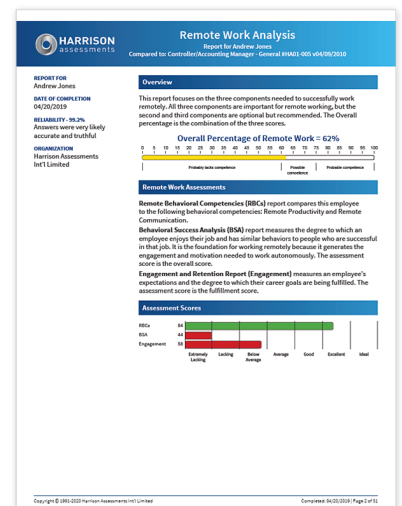 HARRISON
assessments
Remote Work Analysis
Report for Andrew Jones
Compared to: Controller/Accounting Manager - General #HA01-005 v04/09/2010
REPORT FOR
Andrew Jones
DATE OF COMPLETION
04/20/2019
RELIABILITY - 99.2%
Answers were very likely
accurate and truthful
ORGANIZATION
Harrison Assessments
Int'l Limited
Overview
This report focuses on the three components needed to successfully work
remotely. All three components are important for remote working, but the
second and third components are optional but recommended. The Overall
percentage is the combination of the three scores.
Overall Percentage of Remote Work = 62%
0 5 10 15 20 25 30 35 40 45 50 55 60 65 70 75 80 85 90 95 100
Probably lacks competence Possible Probable competence
competence
Remote Work Assessments
Remote Behavioral Competencies (RBCs) report compares this employee
to the following behavioral competencies: Remote Productivity and Remote
Communication.
Behavioral Success Analysis (BSA) report measures the degree to which an
employee enjoys their job and has similar behaviors to people who are successful
in that job. It is the foundation for working remotely because it generates the
engagement and motivation needed to work autonomously. The assessment
score is the overall score.
Engagement and Retention Report (Engagement) measures an employee's
expectations and the degree to which their career goals are being fulfilled. The
assessment score is the fulfillment score.
Assessment Scores
RBCs 84
BSA 44
Engagement 58
Extremely Lacking Below Average Good Excellent Ideal
Lacking Average
Copyright © 1991-2020 Harrison Assessments Int'l Limited
Completed: 04/20/2019 | Page 2 of 51